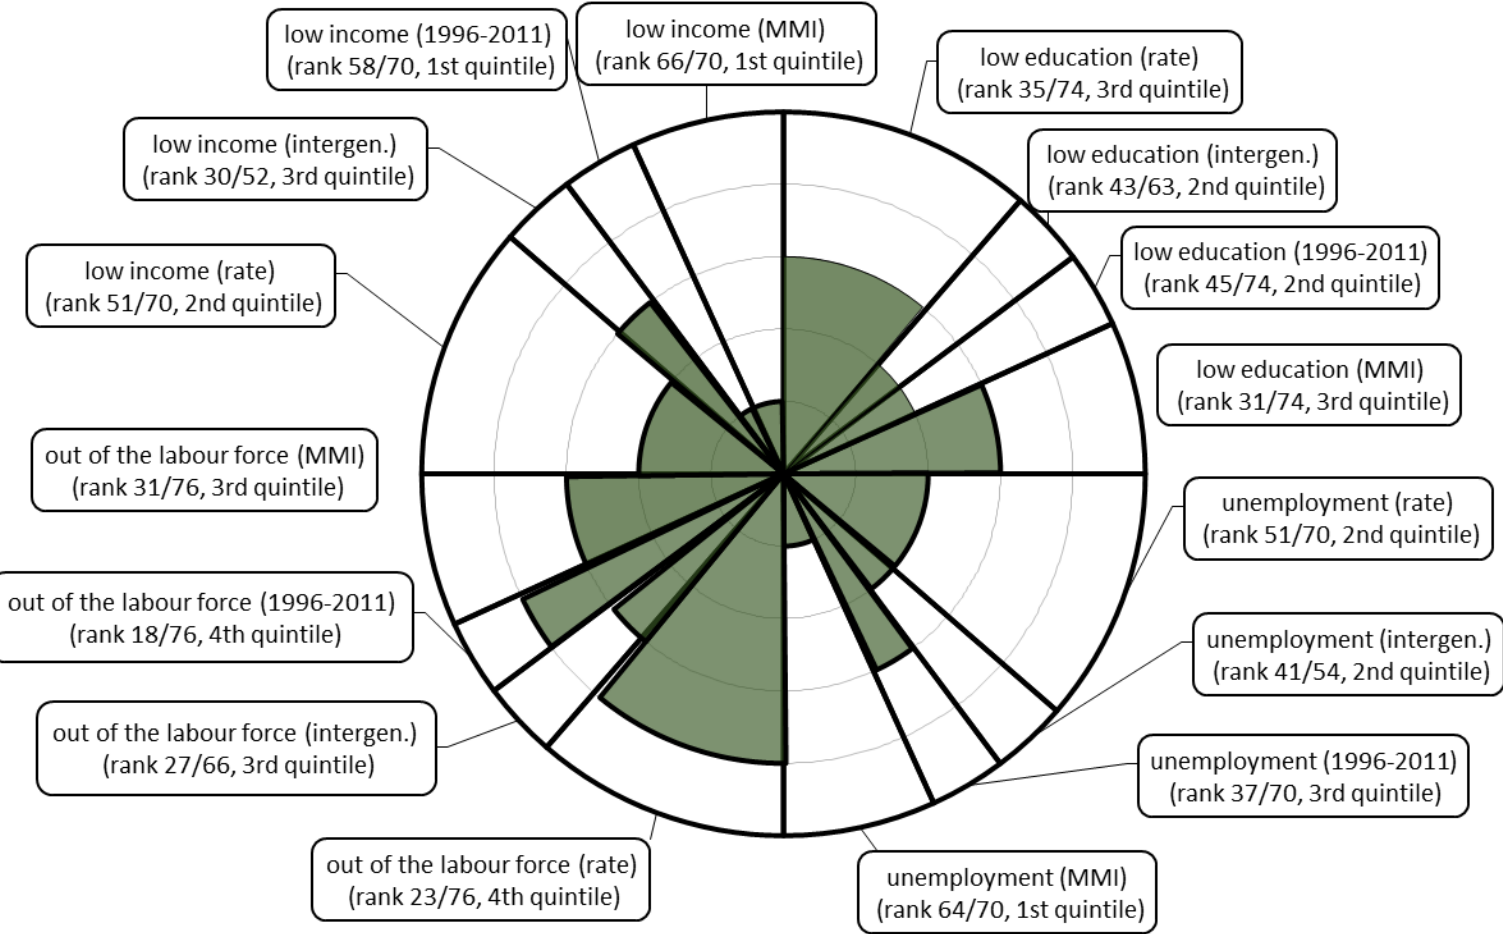 low income (1996-2011)
(rank 58/70, 1st quintile)
low income (MMI)
(rank 66/70, 1st quintile)
low education (rate)
(rank 35/74, 3rd quintile)
low education (intergen.)
(rank 43/63, 2nd quintile)
low education (1996-2011)
(rank 45/74, 2nd quintile)
low education (MMI)
(rank 31/74, 3rd quintile)
unemployment (rate)
(rank 51/70, 2nd quintile)
unemployment (intergen.)
(rank 41/54, 2nd quintile)
unemployment (1996-2011)
(rank 37/70, 3rd quintile)
unemployment (MMI)
(rank 64/70, 1st quintile)
out of the labour force (rate)
(rank 23/76, 4th quintile)
out of the labour force (intergen.)
(rank 27/66, 3rd quintile)
out of the labour force (1996-2011)
(rank 18/76, 4th quintile)
out of the labour force (MMI)
(rank 31/76, 3rd quintile)
low income (rate)
(rank 51/70, 2nd quintile)
low income (intergen.)
(rank 30/52, 3rd quintile)